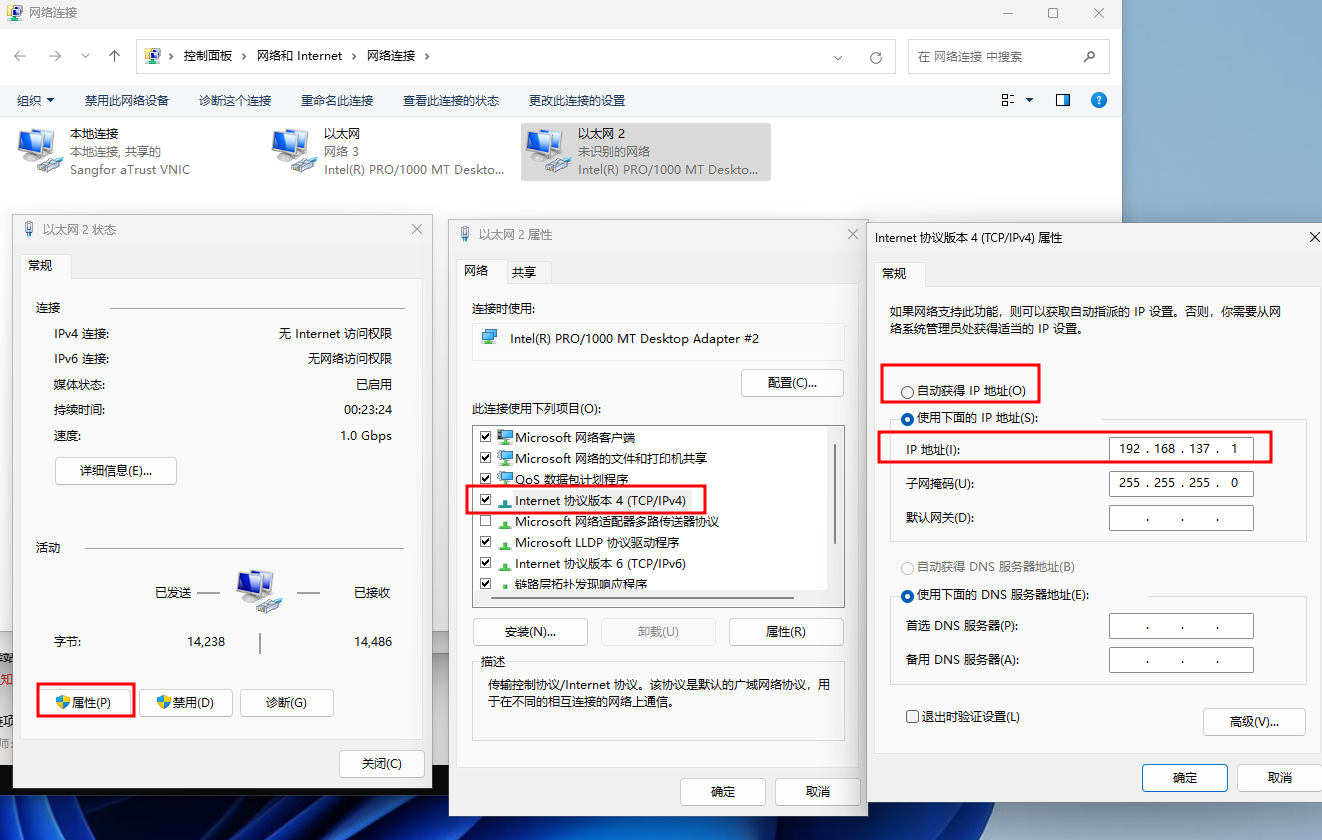 网络连接
控制面板 > 网络和 Internet > 网络连接 >
在 网络连接 中搜索
组织 禁用此网络设备 诊断这个连接 重命名此连接 查看此连接的状态 更改此连接的设置
本地连接
本地连接, 共享的
Sangfor aTrust VNIC
以太网
网络 3
Intel(R) PRO/1000 MT Deskto...
以太网 2
未识别的网络
Intel(R) PRO/1000 MT Deskto...
以太网 2 状态
常规
连接
IPv4 连接: 无 Internet 访问权限
IPv6 连接: 无网络访问权限
媒体状态: 已启用
持续时间: 00:23:24
速度: 1.0 Gbps
详细信息(E)...
活动
已发送 已接收
字节: 14,238 14,486
属性(P) 禁用(D) 诊断(G)
关闭(C)
以太网 2 属性
网络 共享
连接时使用:
Intel(R) PRO/1000 MT Desktop Adapter #2
配置(C)...
此连接使用下列项目(O):
Microsoft 网络客户端
Microsoft 网络的文件和打印机共享
QoS 数据包计划程序
Internet 协议版本 4 (TCP/IPv4)
Microsoft 网络适配器多路传送器协议
Microsoft LLDP 协议驱动程序
Internet 协议版本 6 (TCP/IPv6)
链路层拓扑发现响应程序
安装(N)... 卸载(U) 属性(R)
描述
传输控制协议/Internet 协议。该协议是默认的广域网络协议，用
于在不同的相互连接的网络上通信。
确定 取消
Internet 协议版本 4 (TCP/IPv4) 属性
常规
如果网络支持此功能，则可以获取自动指派的 IP 设置。否则，你需要从网
络系统管理员处获得适当的 IP 设置。
自动获得 IP 地址(O)
使用下面的 IP 地址(S):
IP 地址(I): 192 . 168 . 137 . 1
子网掩码(U): 255 . 255 . 255 . 0
默认网关(D): . . .
自动获得 DNS 服务器地址(B)
使用下面的 DNS 服务器地址(E):
首选 DNS 服务器(P): . . .
备用 DNS 服务器(A): . . .
退出时验证设置(L)
高级(V)...
确定 取消